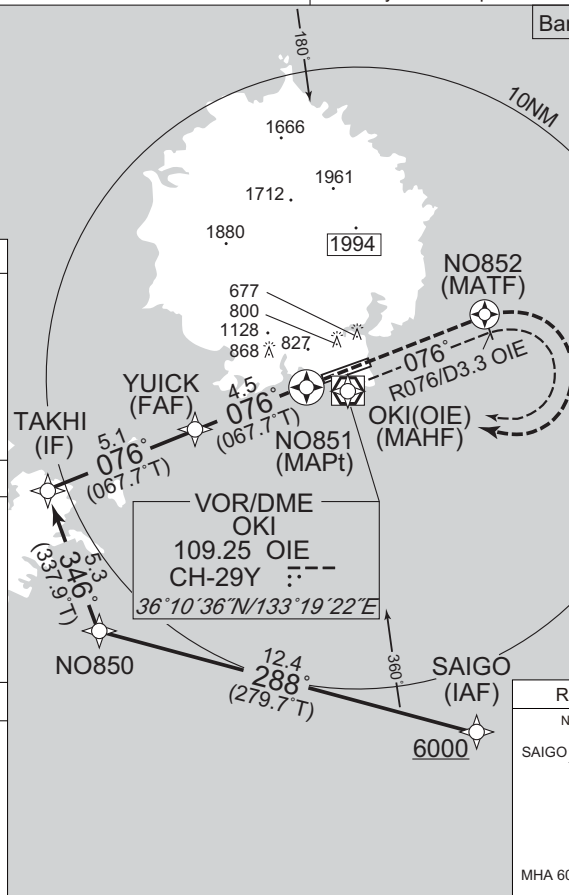 Bar
180°
10NM
1666
1961
1712
1880
1994
NO852
(MATF)
677
800
1128
868
827
076°
R076/D3.3 OIE
YUICK
(FAF)
4.5
076°
(067.7°T)
OKI(OIE)
(MAHF)
TAKHI
(IF)
5.1
076°
(067.7°T)
NO851
(MAPt)
VOR/DME
OKI
109.25 OIE
CH-29Y
36°10´36˝N/133°19´22˝E
5.3
346°
(337.9°T)
NO850
12.4
288°
(279.7°T)
360°
SAIGO
(IAF)
6000
R
N
SAIGO
MHA 60